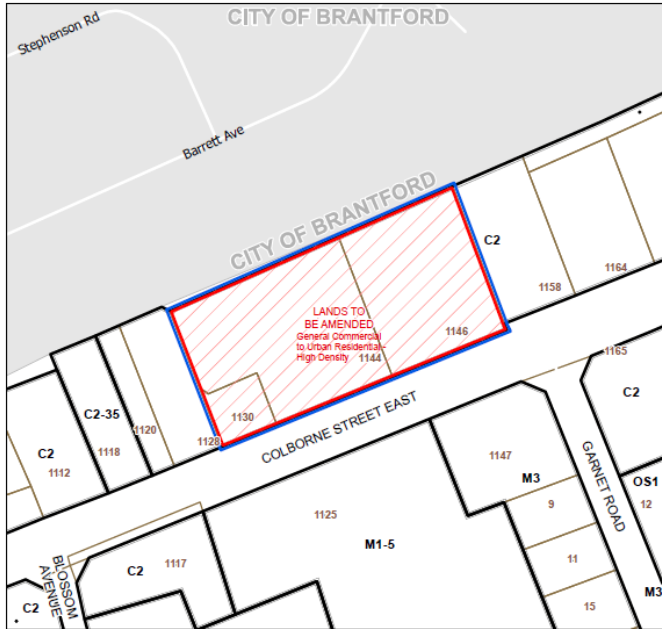 CITY OF BRANTFORD
Stephenson Rd
Barrett Ave
CITY OF BRANTFORD
C2
1158
1164
LANDS TO
BE AMENDED
General Commercial
to Urban Residential -
High Density
1144
1146
1130
1128
1165
C2
C2-35
1120
1118
C2
1112
COLBORNE STREET EAST
1147
M3
GARNET ROAD
OS1
12
9
1125
M1-5
11
15
M3
BLOSSOM
AVENUE
C2
1117
C2